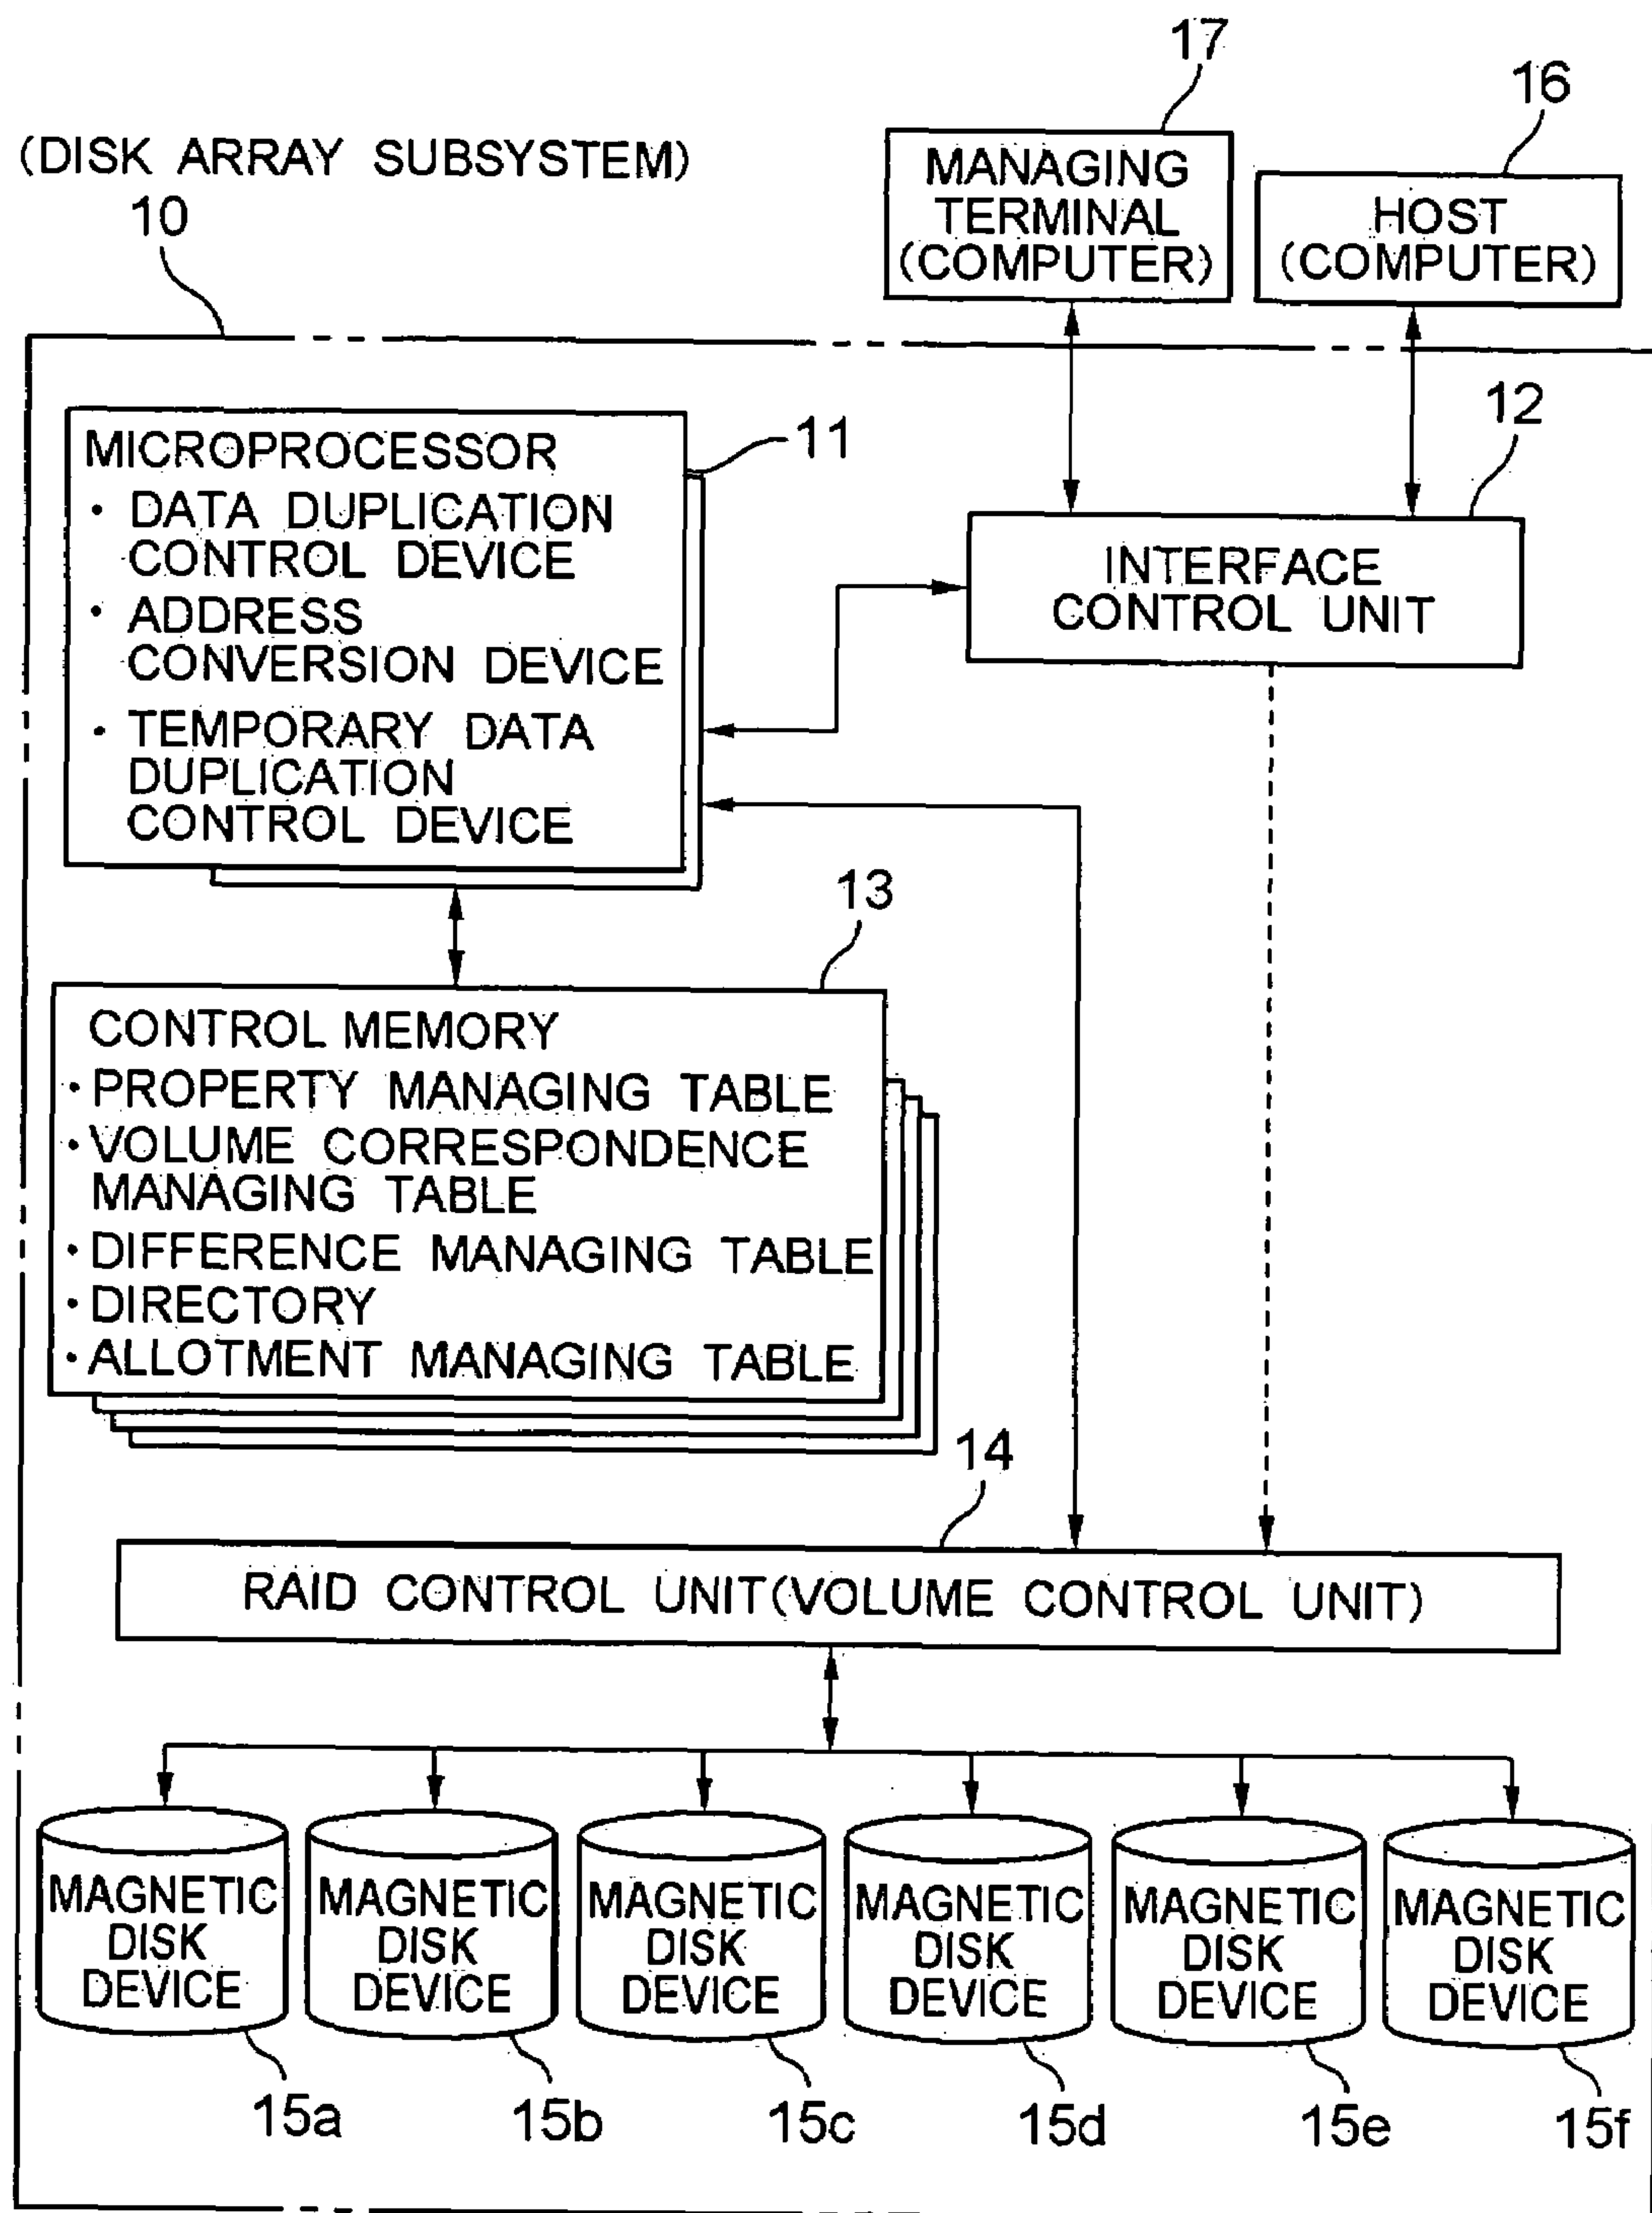 17
16
(DISK ARRAY SUBSYSTEM)
10
MANAGING
TERMINAL
(COMPUTER)
HOST
(COMPUTER)
12
11
MICROPROCESSOR
· DATA DUPLICATION
CONTROL DEVICE
· ADDRESS
CONVERSION DEVICE
· TEMPORARY DATA
DUPLICATION
CONTROL DEVICE
INTERFACE
CONTROL UNIT
13
CONTROL MEMORY
· PROPERTY MANAGING TABLE
· VOLUME CORRESPONDENCE
MANAGING TABLE
· DIFFERENCE MANAGING TABLE
· DIRECTORY
· ALLOTMENT MANAGING TABLE
14
RAID CONTROL UNIT(VOLUME CONTROL UNIT)
MAGNETIC
DISK
DEVICE
MAGNETIC
DISK
DEVICE
MAGNETIC
DISK
DEVICE
MAGNETIC
DISK
DEVICE
MAGNETIC
DISK
DEVICE
MAGNETIC
DISK
DEVICE
15a
15b
15c
15d
15e
15f